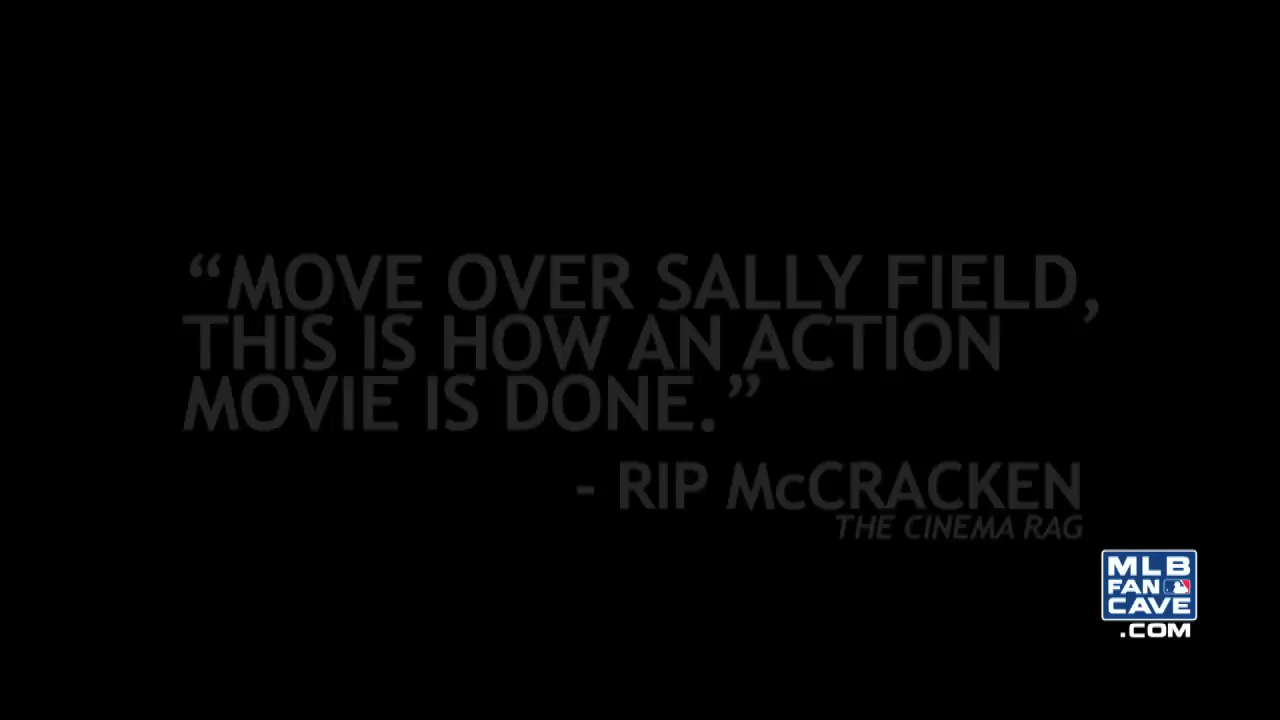 “MOVE OVER SALLY FIELD,
THIS IS HOW AN ACTION
MOVIE IS DONE.”
- RIP McCRACKEN
THE CINEMA RAG
MLB
FAN
CAVE
.COM